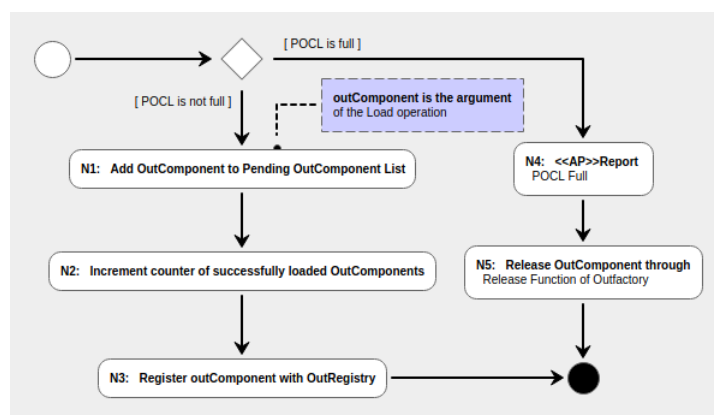 [ POCL is full ]
[ POCL is not full ]
outComponent is the argument
of the Load operation
N1: Add OutComponent to Pending OutComponent List
N4: <<AP>>Report
POCL Full
N2: Increment counter of successfully loaded OutComponents
N5: Release OutComponent through
Release Function of Outfactory
N3: Register outComponent with OutRegistry